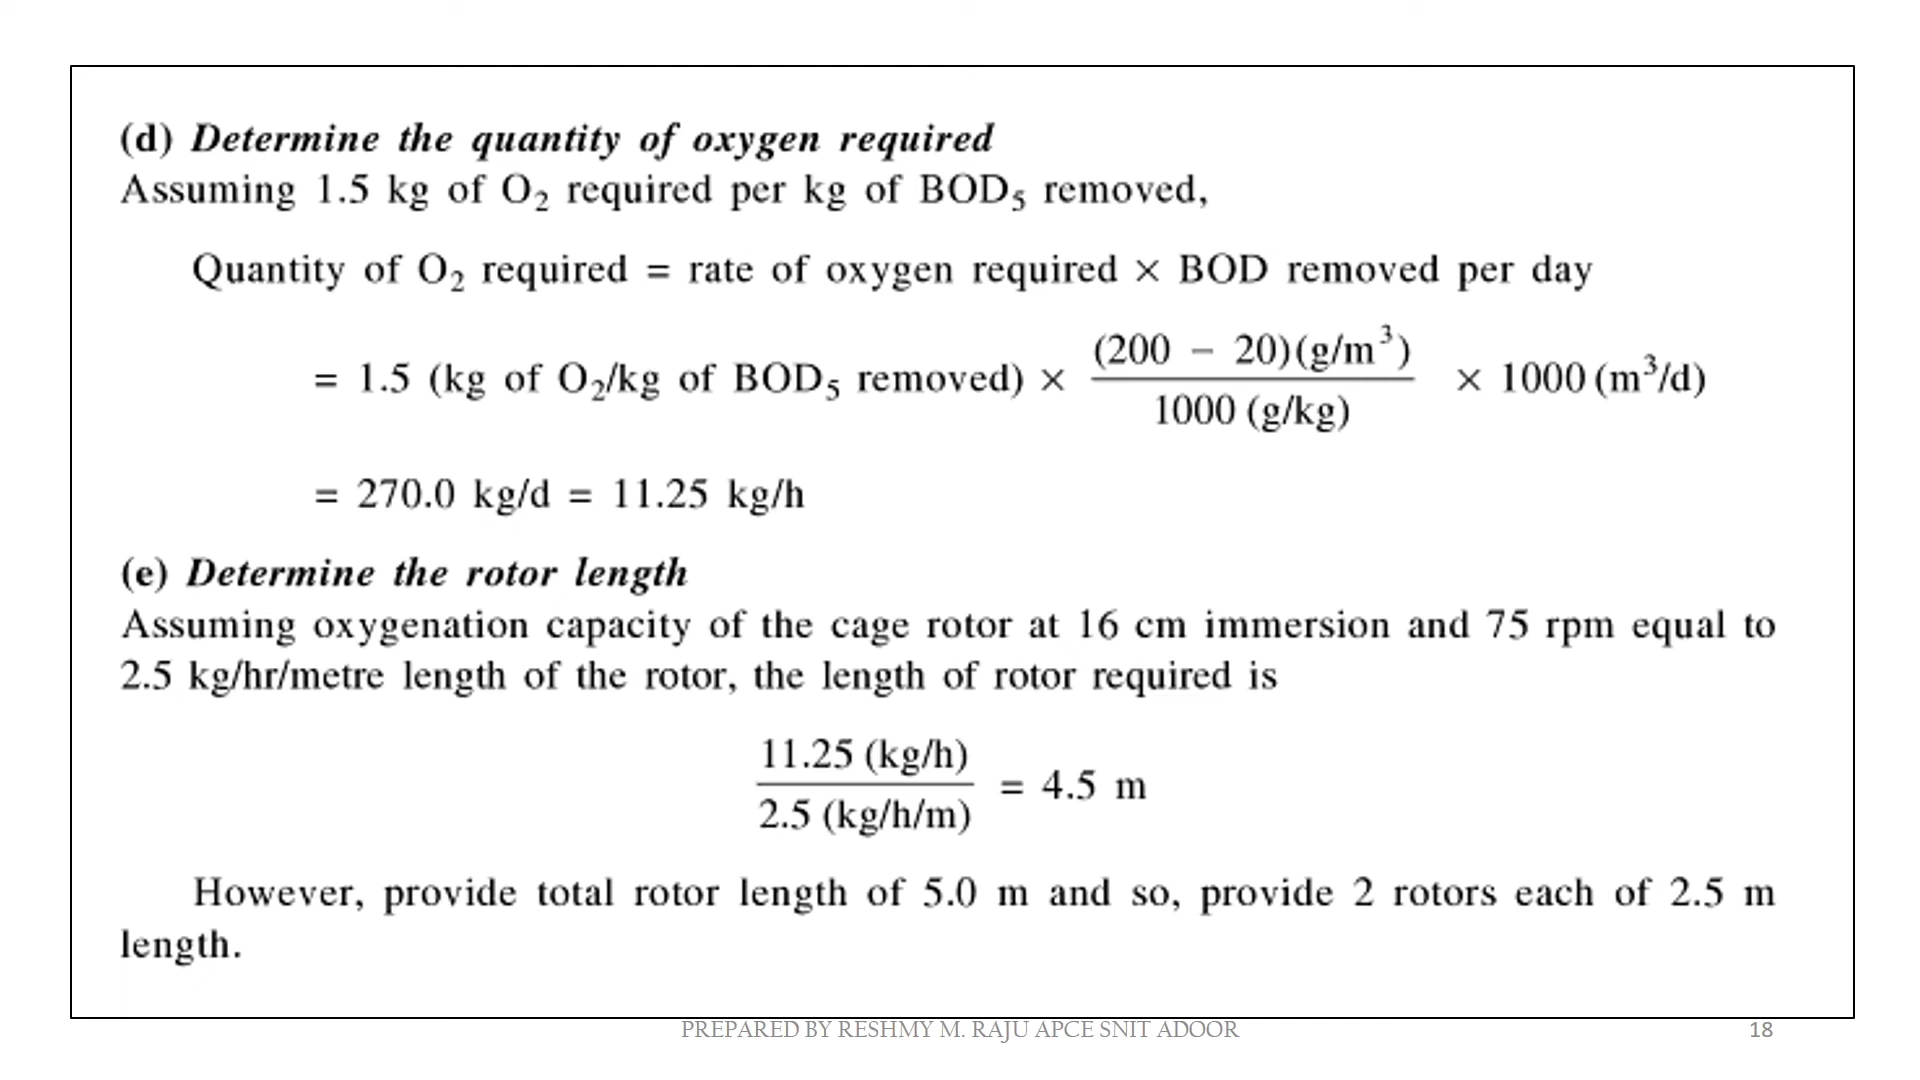 (d) Determine the quantity of oxygen required
Assuming 1.5 kg of O₂ required per kg of BOD₅ removed,
Quantity of O₂ required = rate of oxygen required × BOD removed per day
= 1.5 (kg of O₂/kg of BOD₅ removed) × (200 − 20)(g/m³) / 1000 (g/kg) × 1000 (m³/d)
= 270.0 kg/d = 11.25 kg/h
(e) Determine the rotor length
Assuming oxygenation capacity of the cage rotor at 16 cm immersion and 75 rpm equal to
2.5 kg/hr/metre length of the rotor, the length of rotor required is
11.25 (kg/h) / 2.5 (kg/h/m) = 4.5 m
However, provide total rotor length of 5.0 m and so, provide 2 rotors each of 2.5 m
length.
PREPARED BY RESHMY M. RAJU APCE SNIT ADOOR
18